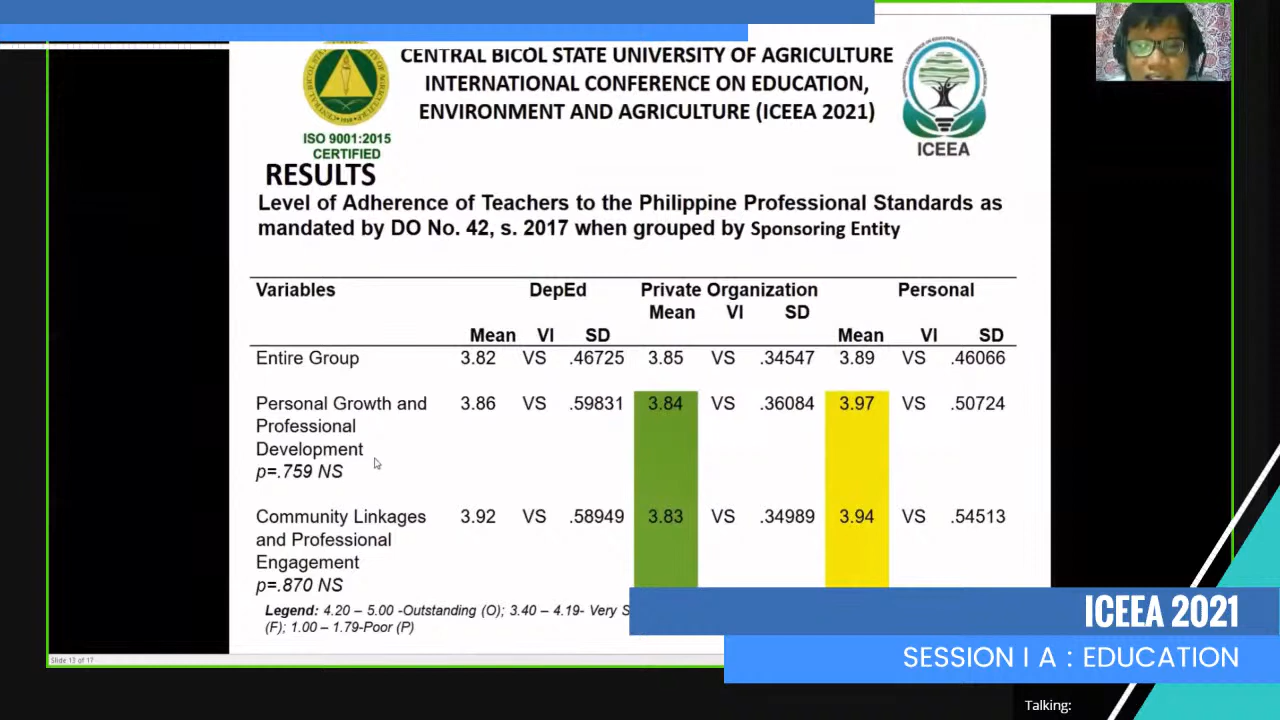 CENTRAL BICOL STATE UNIVERSITY OF AGRICULTURE
INTERNATIONAL CONFERENCE ON EDUCATION,
ENVIRONMENT AND AGRICULTURE (ICEEA 2021)
ISO 9001:2015
CERTIFIED
ICEEA
RESULTS
Level of Adherence of Teachers to the Philippine Professional Standards as
mandated by DO No. 42, s. 2017 when grouped by Sponsoring Entity
Variables DepEd Private Organization Personal
Mean VI SD
Mean VI SD Mean VI SD
Entire Group 3.82 VS .46725 3.85 VS .34547 3.89 VS .46066
Personal Growth and 3.86 VS .59831 3.84 VS .36084 3.97 VS .50724
Professional
Development
p=.759 NS
Community Linkages 3.92 VS .58949 3.83 VS .34989 3.94 VS .54513
and Professional
Engagement
p=.870 NS
Legend: 4.20 – 5.00 -Outstanding (O); 3.40 – 4.19- Very S
(F); 1.00 – 1.79-Poor (P)
Slide 13 of 17
ICEEA 2021
SESSION I A : EDUCATION
Talking: